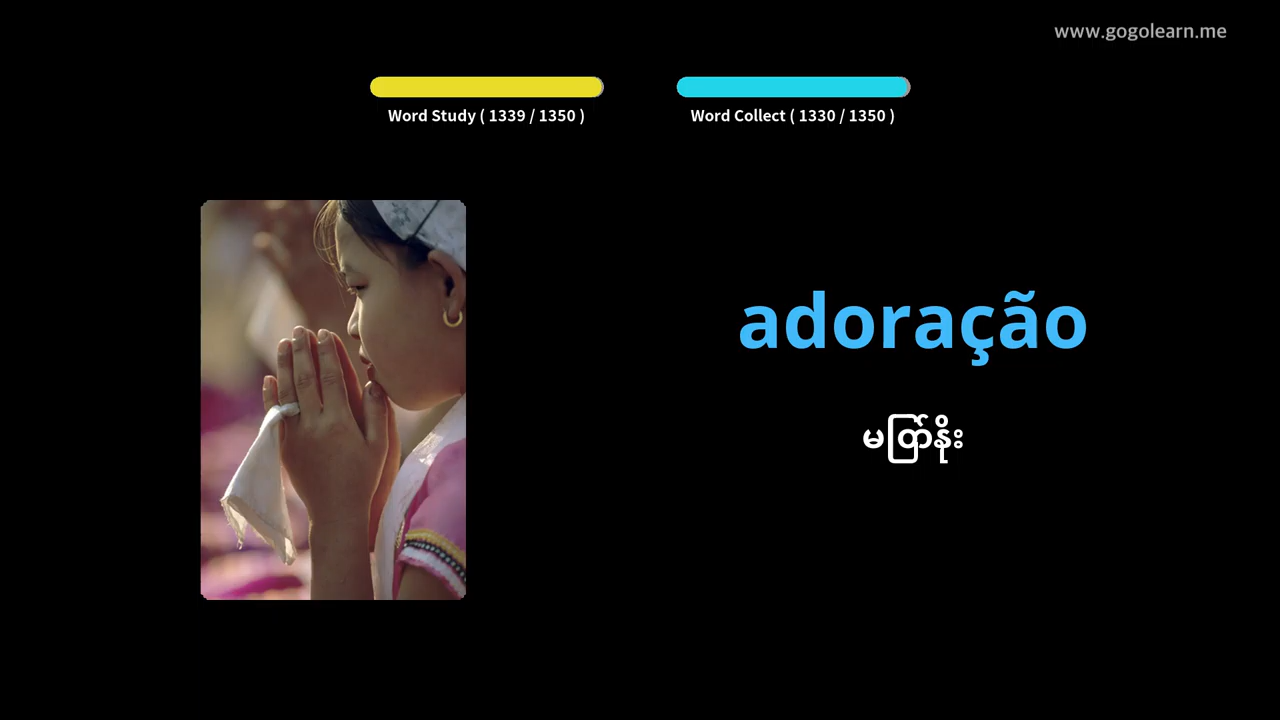 www.gogolearn.me
Word Study ( 1339 / 1350 )
Word Collect ( 1330 / 1350 )
adoração
မတြ်နိုး